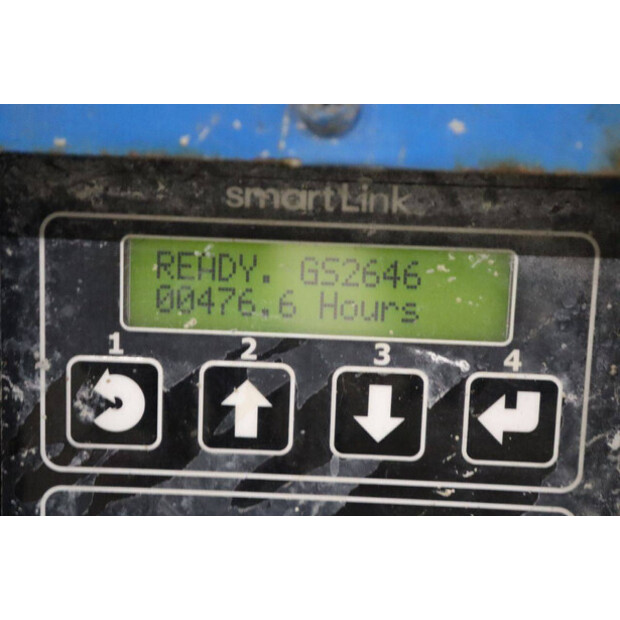 smartLink
READY. GS2646
00476.6 Hours
1 2 3 4